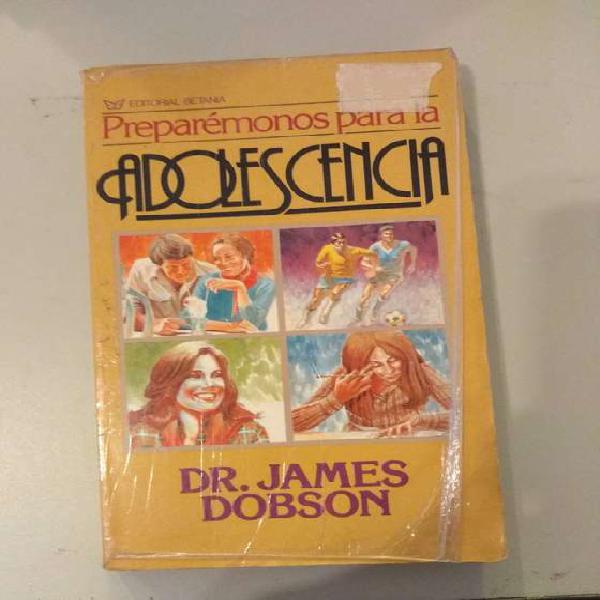 EDITORIAL BETANIA
Preparémonos para la
ADOLESCENCIA
DR. JAMES
DOBSON